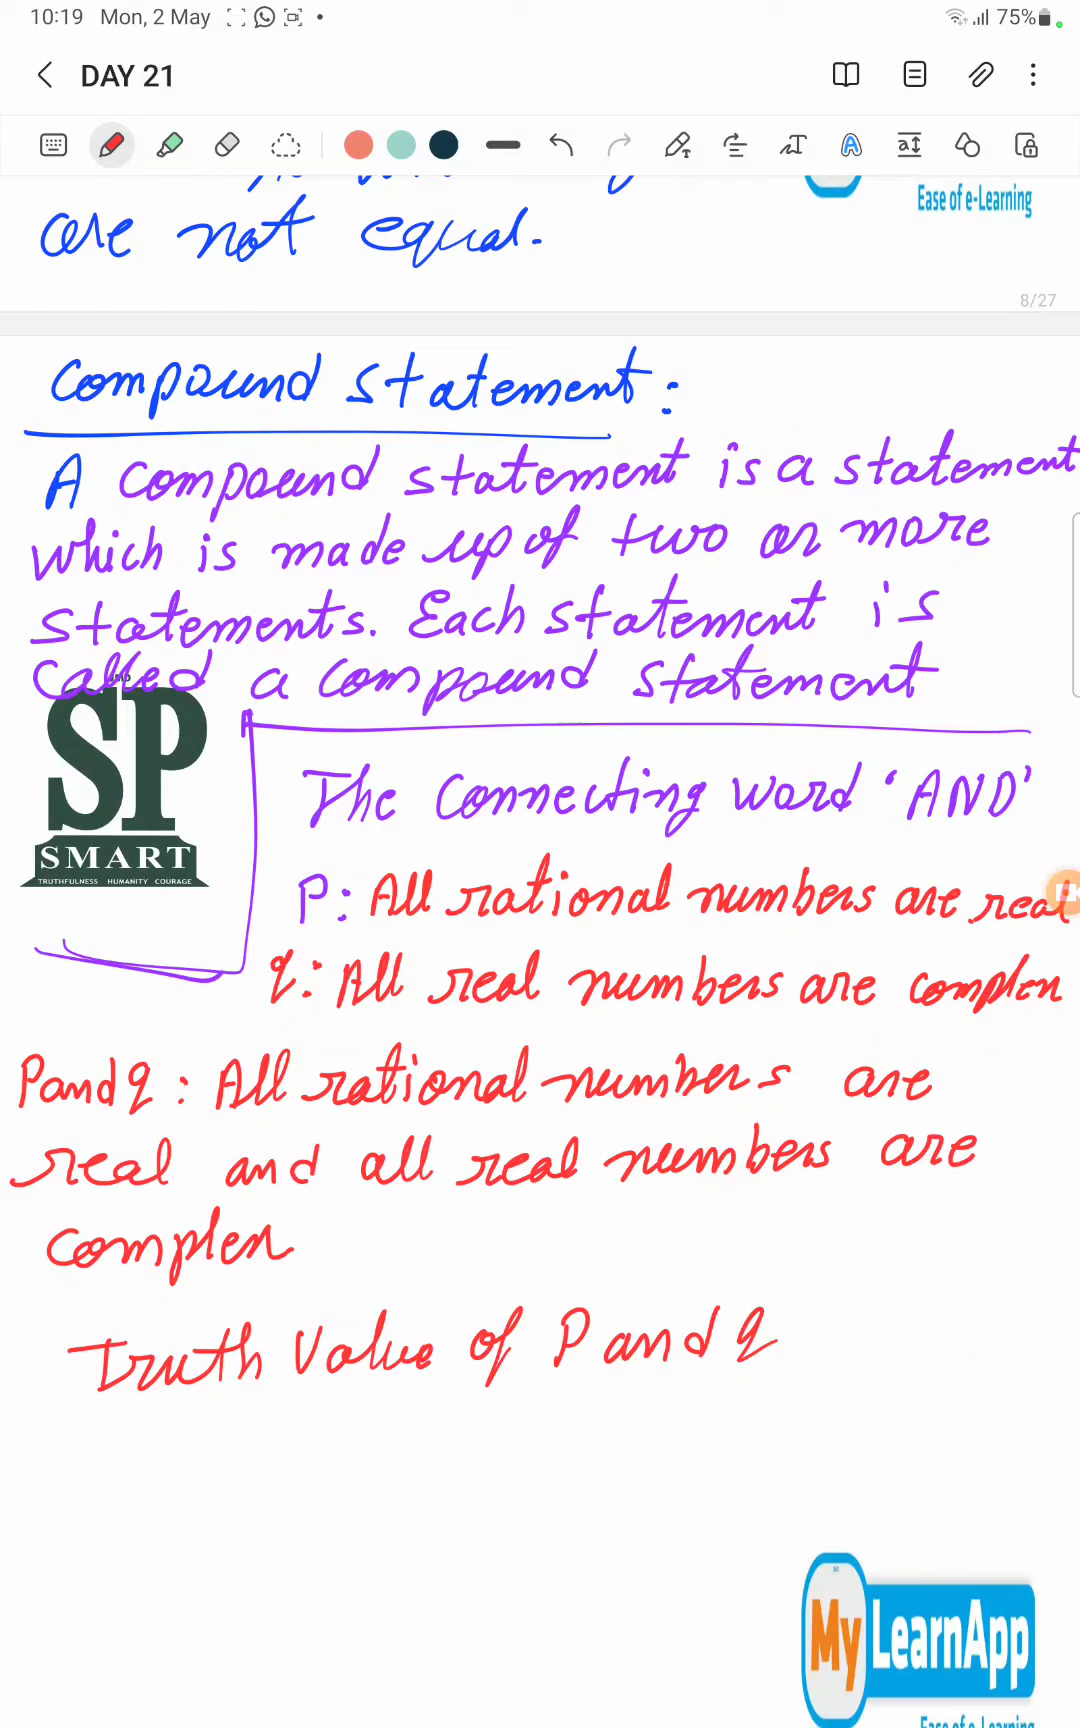 10:19 Mon, 2 May
75%
DAY 21
Ease of e-Learning
are not equal.
8/27
Compound statement:
A compound statement is a statement
which is made up of two or more
statements. Each statement is
called a compound statement
SP
SMART
TRUTHFULNESS HUMANITY COURAGE
The Connecting word 'AND'
P: All rational numbers are real
q: All real numbers are complex
P and q: All rational numbers are
real and all real numbers are
complex
Truth Value of P and q
My LearnApp
Ease of e-Learning